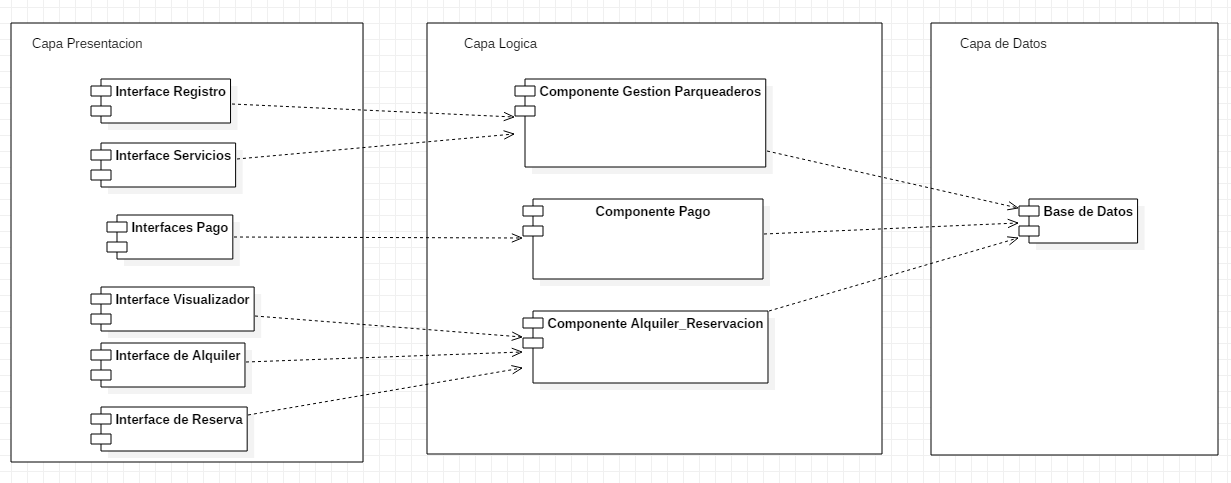 Capa Presentacion
Interface Registro
Interface Servicios
Interfaces Pago
Interface Visualizador
Interface de Alquiler
Interface de Reserva
Capa Logica
Componente Gestion Parqueaderos
Componente Pago
Componente Alquiler_Reservacion
Capa de Datos
Base de Datos